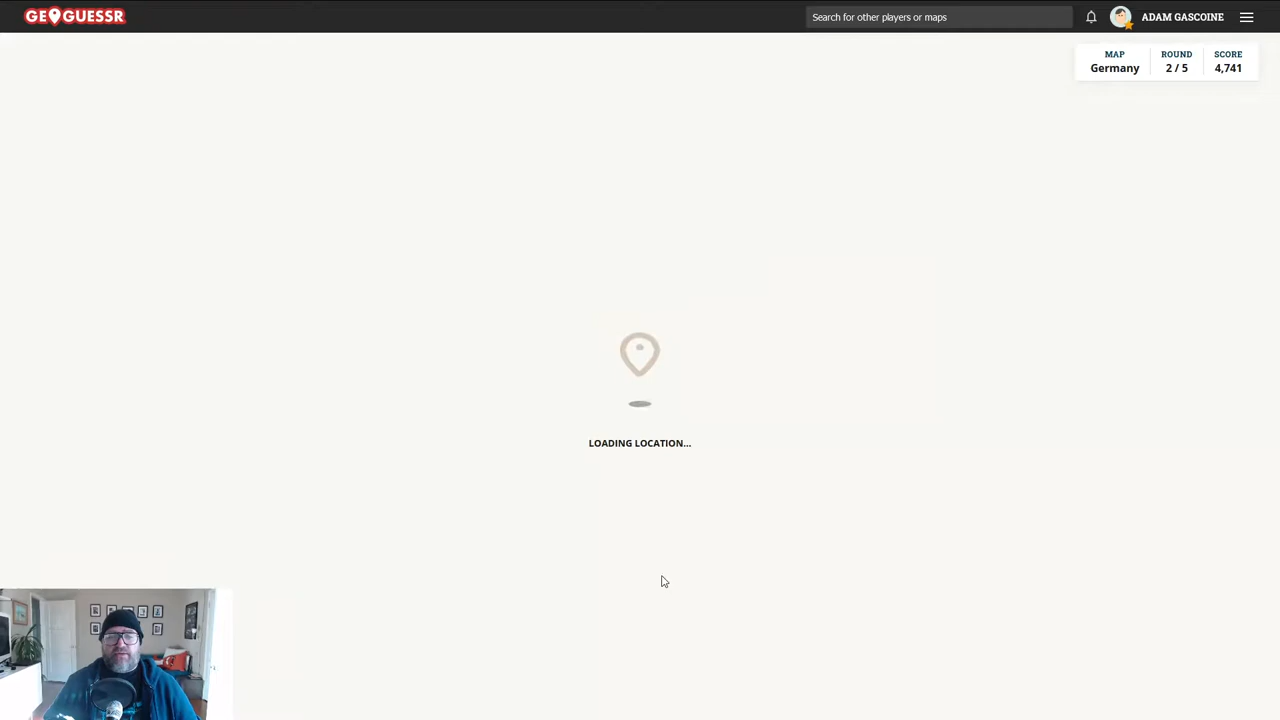 GEOGUESSR
Search for other players or maps
ADAM GASCOINE
MAP
Germany
ROUND
2 / 5
SCORE
4,741
LOADING LOCATION...